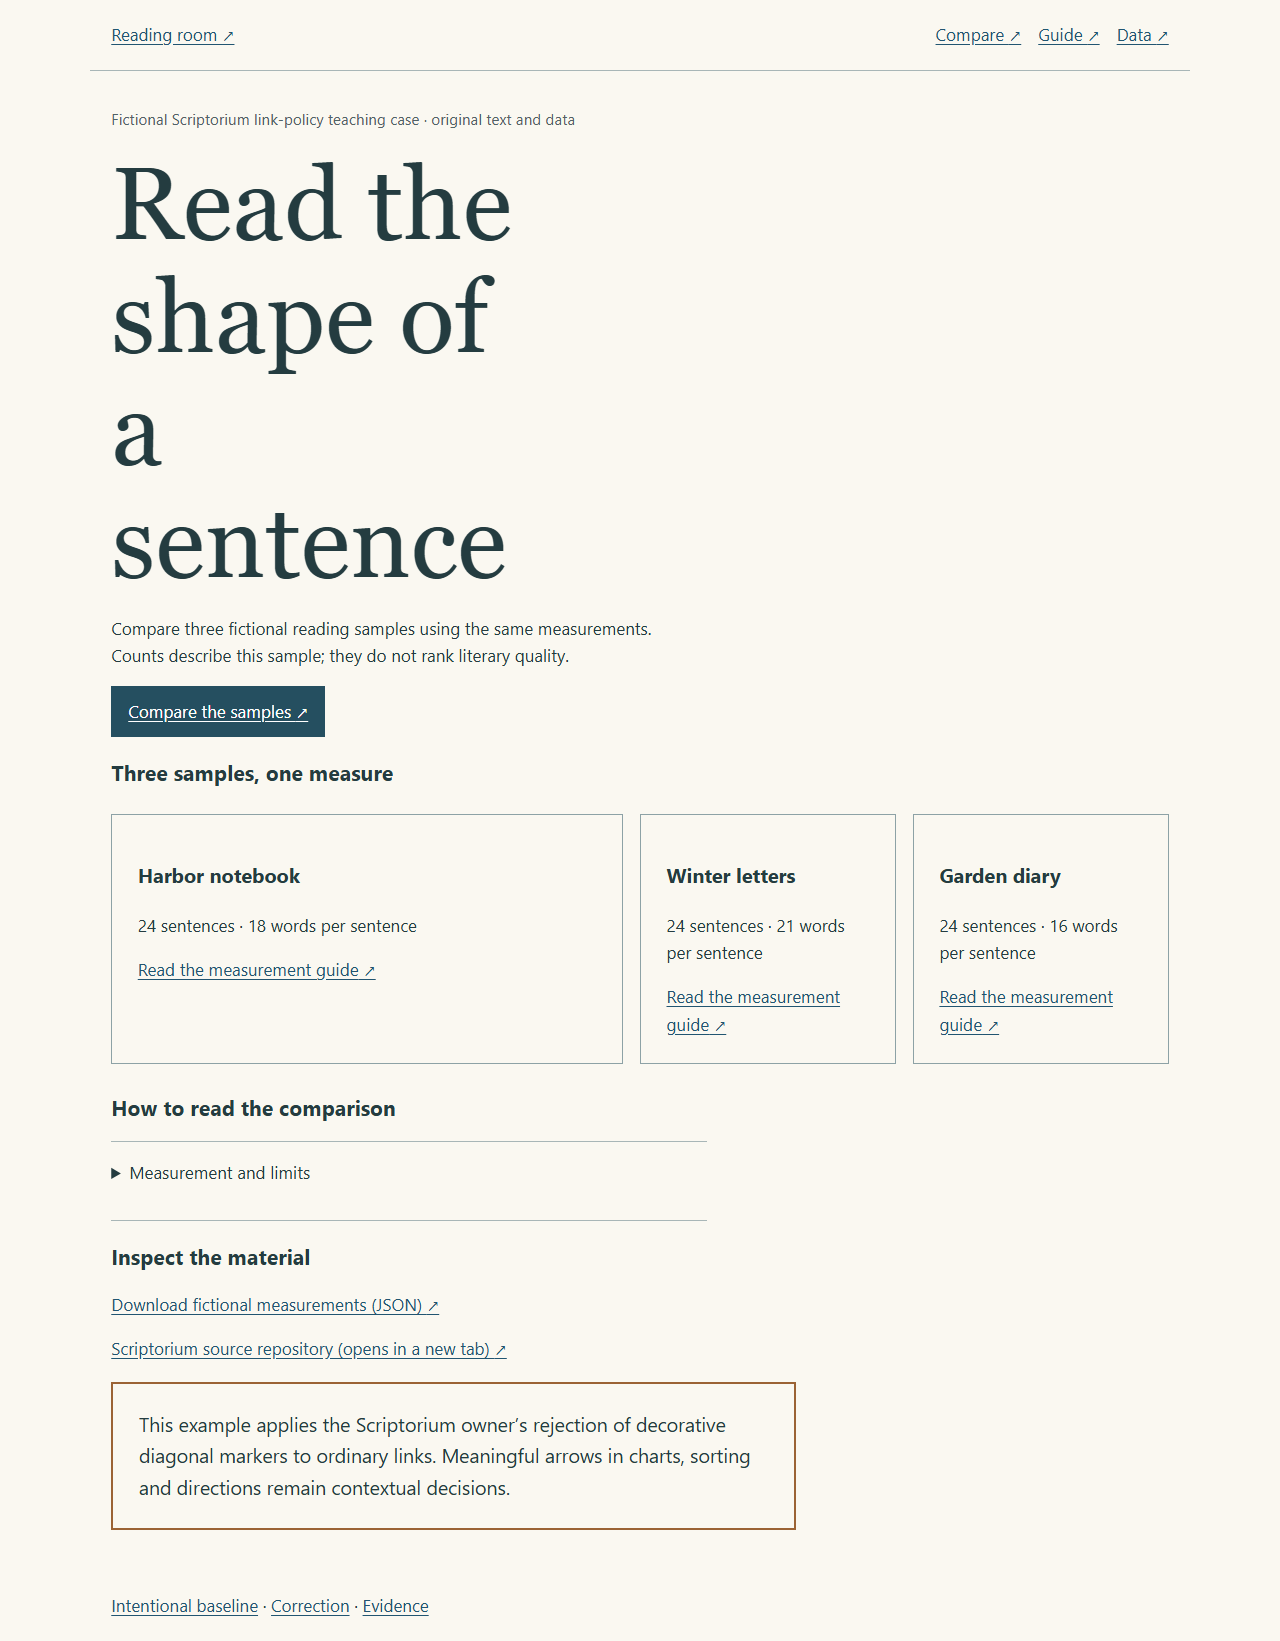 Reading room ↗
Compare ↗ Guide ↗ Data ↗
Fictional Scriptorium link-policy teaching case · original text and data
Read the
shape of
a
sentence
Compare three fictional reading samples using the same measurements.
Counts describe this sample; they do not rank literary quality.
Compare the samples ↗
Three samples, one measure
Harbor notebook
24 sentences · 18 words per sentence
Read the measurement guide ↗
Winter letters
24 sentences · 21 words
per sentence
Read the measurement
guide ↗
Garden diary
24 sentences · 16 words
per sentence
Read the measurement
guide ↗
How to read the comparison
▶ Measurement and limits
Inspect the material
Download fictional measurements (JSON) ↗
Scriptorium source repository (opens in a new tab) ↗
This example applies the Scriptorium owner’s rejection of decorative
diagonal markers to ordinary links. Meaningful arrows in charts, sorting
and directions remain contextual decisions.
Intentional baseline · Correction · Evidence